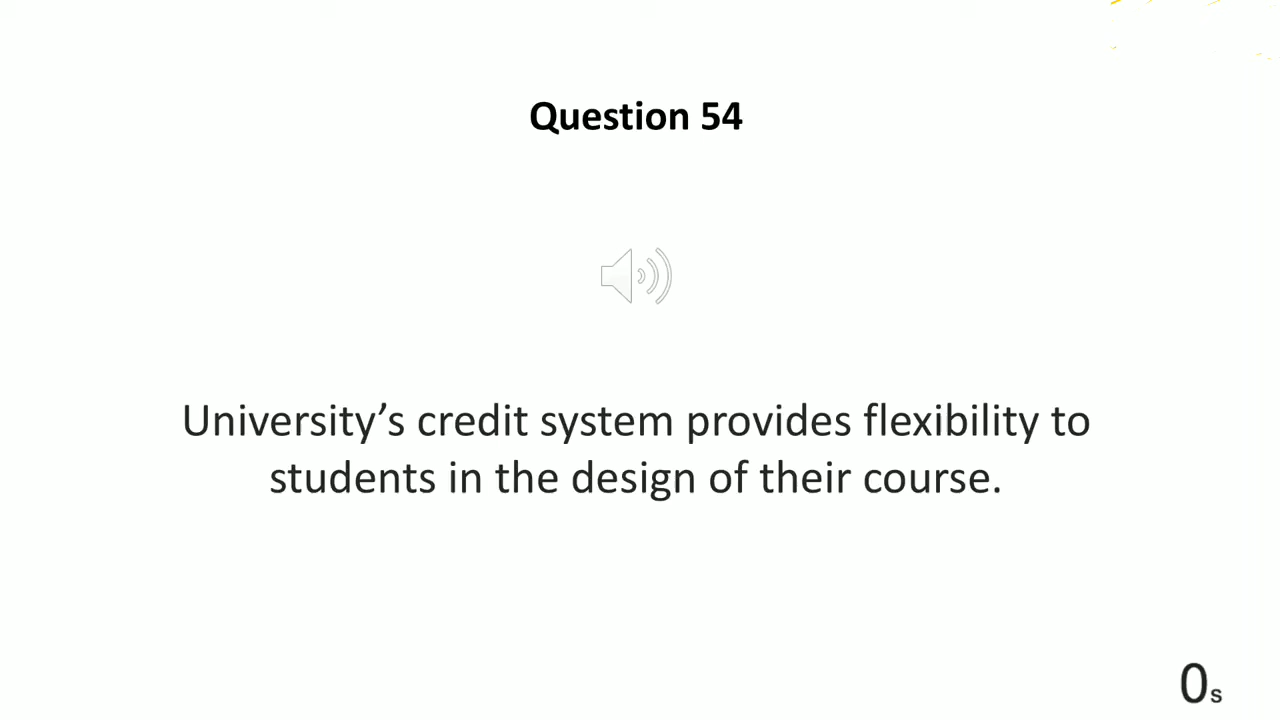 Question 54
University’s credit system provides flexibility to
students in the design of their course.
0s